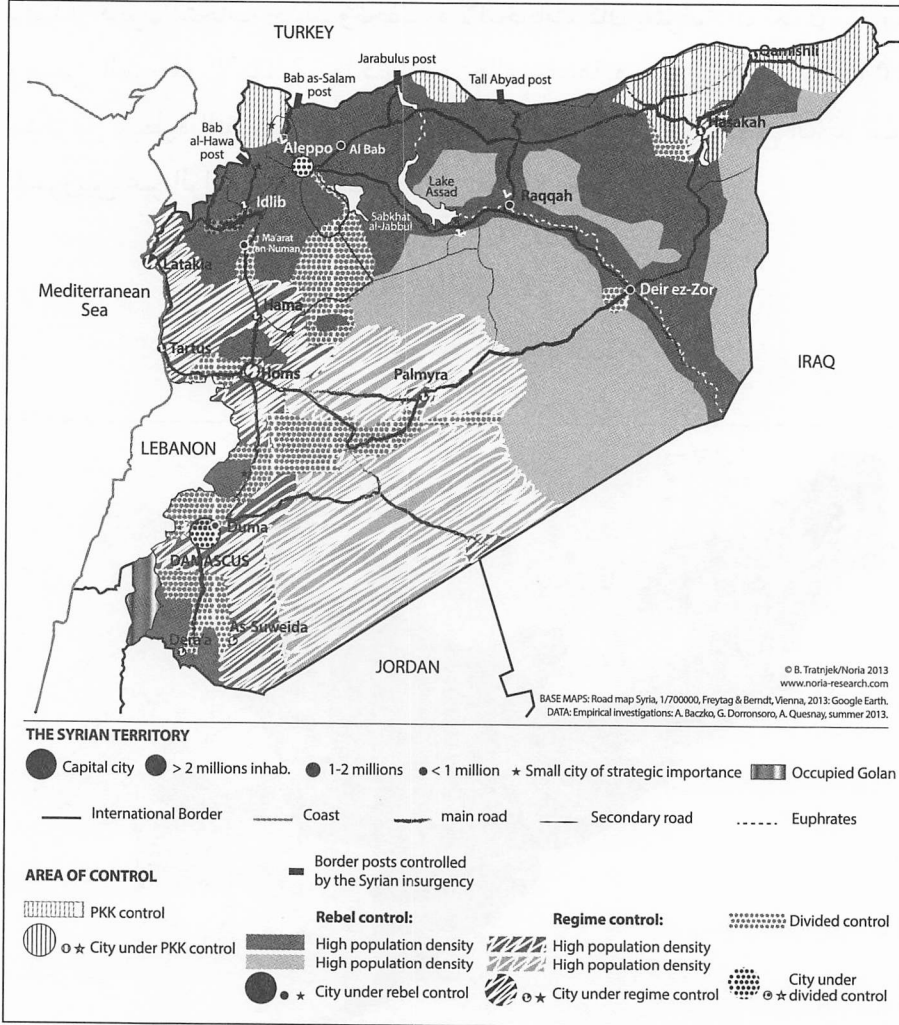 TURKEY
Jarabulus post
Bab as-Salam
post
Tall Abyad post
Qamishli
Bab
al-Hawa
post
Aleppo
Al Bab
Hasakah
Lake
Assad
Idlib
Raqqah
Sabkhat
al-Jabbul
Ma'arat
an-Numan
Latakia
Mediterranean
Sea
Hama
Deir ez-Zor
Tartus
IRAQ
Homs
Palmyra
LEBANON
Duma
DAMASCUS
As-Suweida
Dera'a
JORDAN
© B. Tratnjek/Noria 2013
www.noria-research.com
BASE MAPS: Road map Syria, 1/700000, Freytag & Berndt, Vienna, 2013: Google Earth.
DATA: Empirical investigations: A. Baczko, G. Dorronsoro, A. Quesnay, summer 2013.
THE SYRIAN TERRITORY
Capital city
> 2 millions inhab.
1-2 millions
< 1 million
Small city of strategic importance
Occupied Golan
International Border
Coast
main road
Secondary road
Euphrates
AREA OF CONTROL
Border posts controlled
by the Syrian insurgency
PKK control
City under PKK control
Rebel control:
High population density
High population density
City under rebel control
Regime control:
High population density
High population density
City under regime control
Divided control
City under
divided control